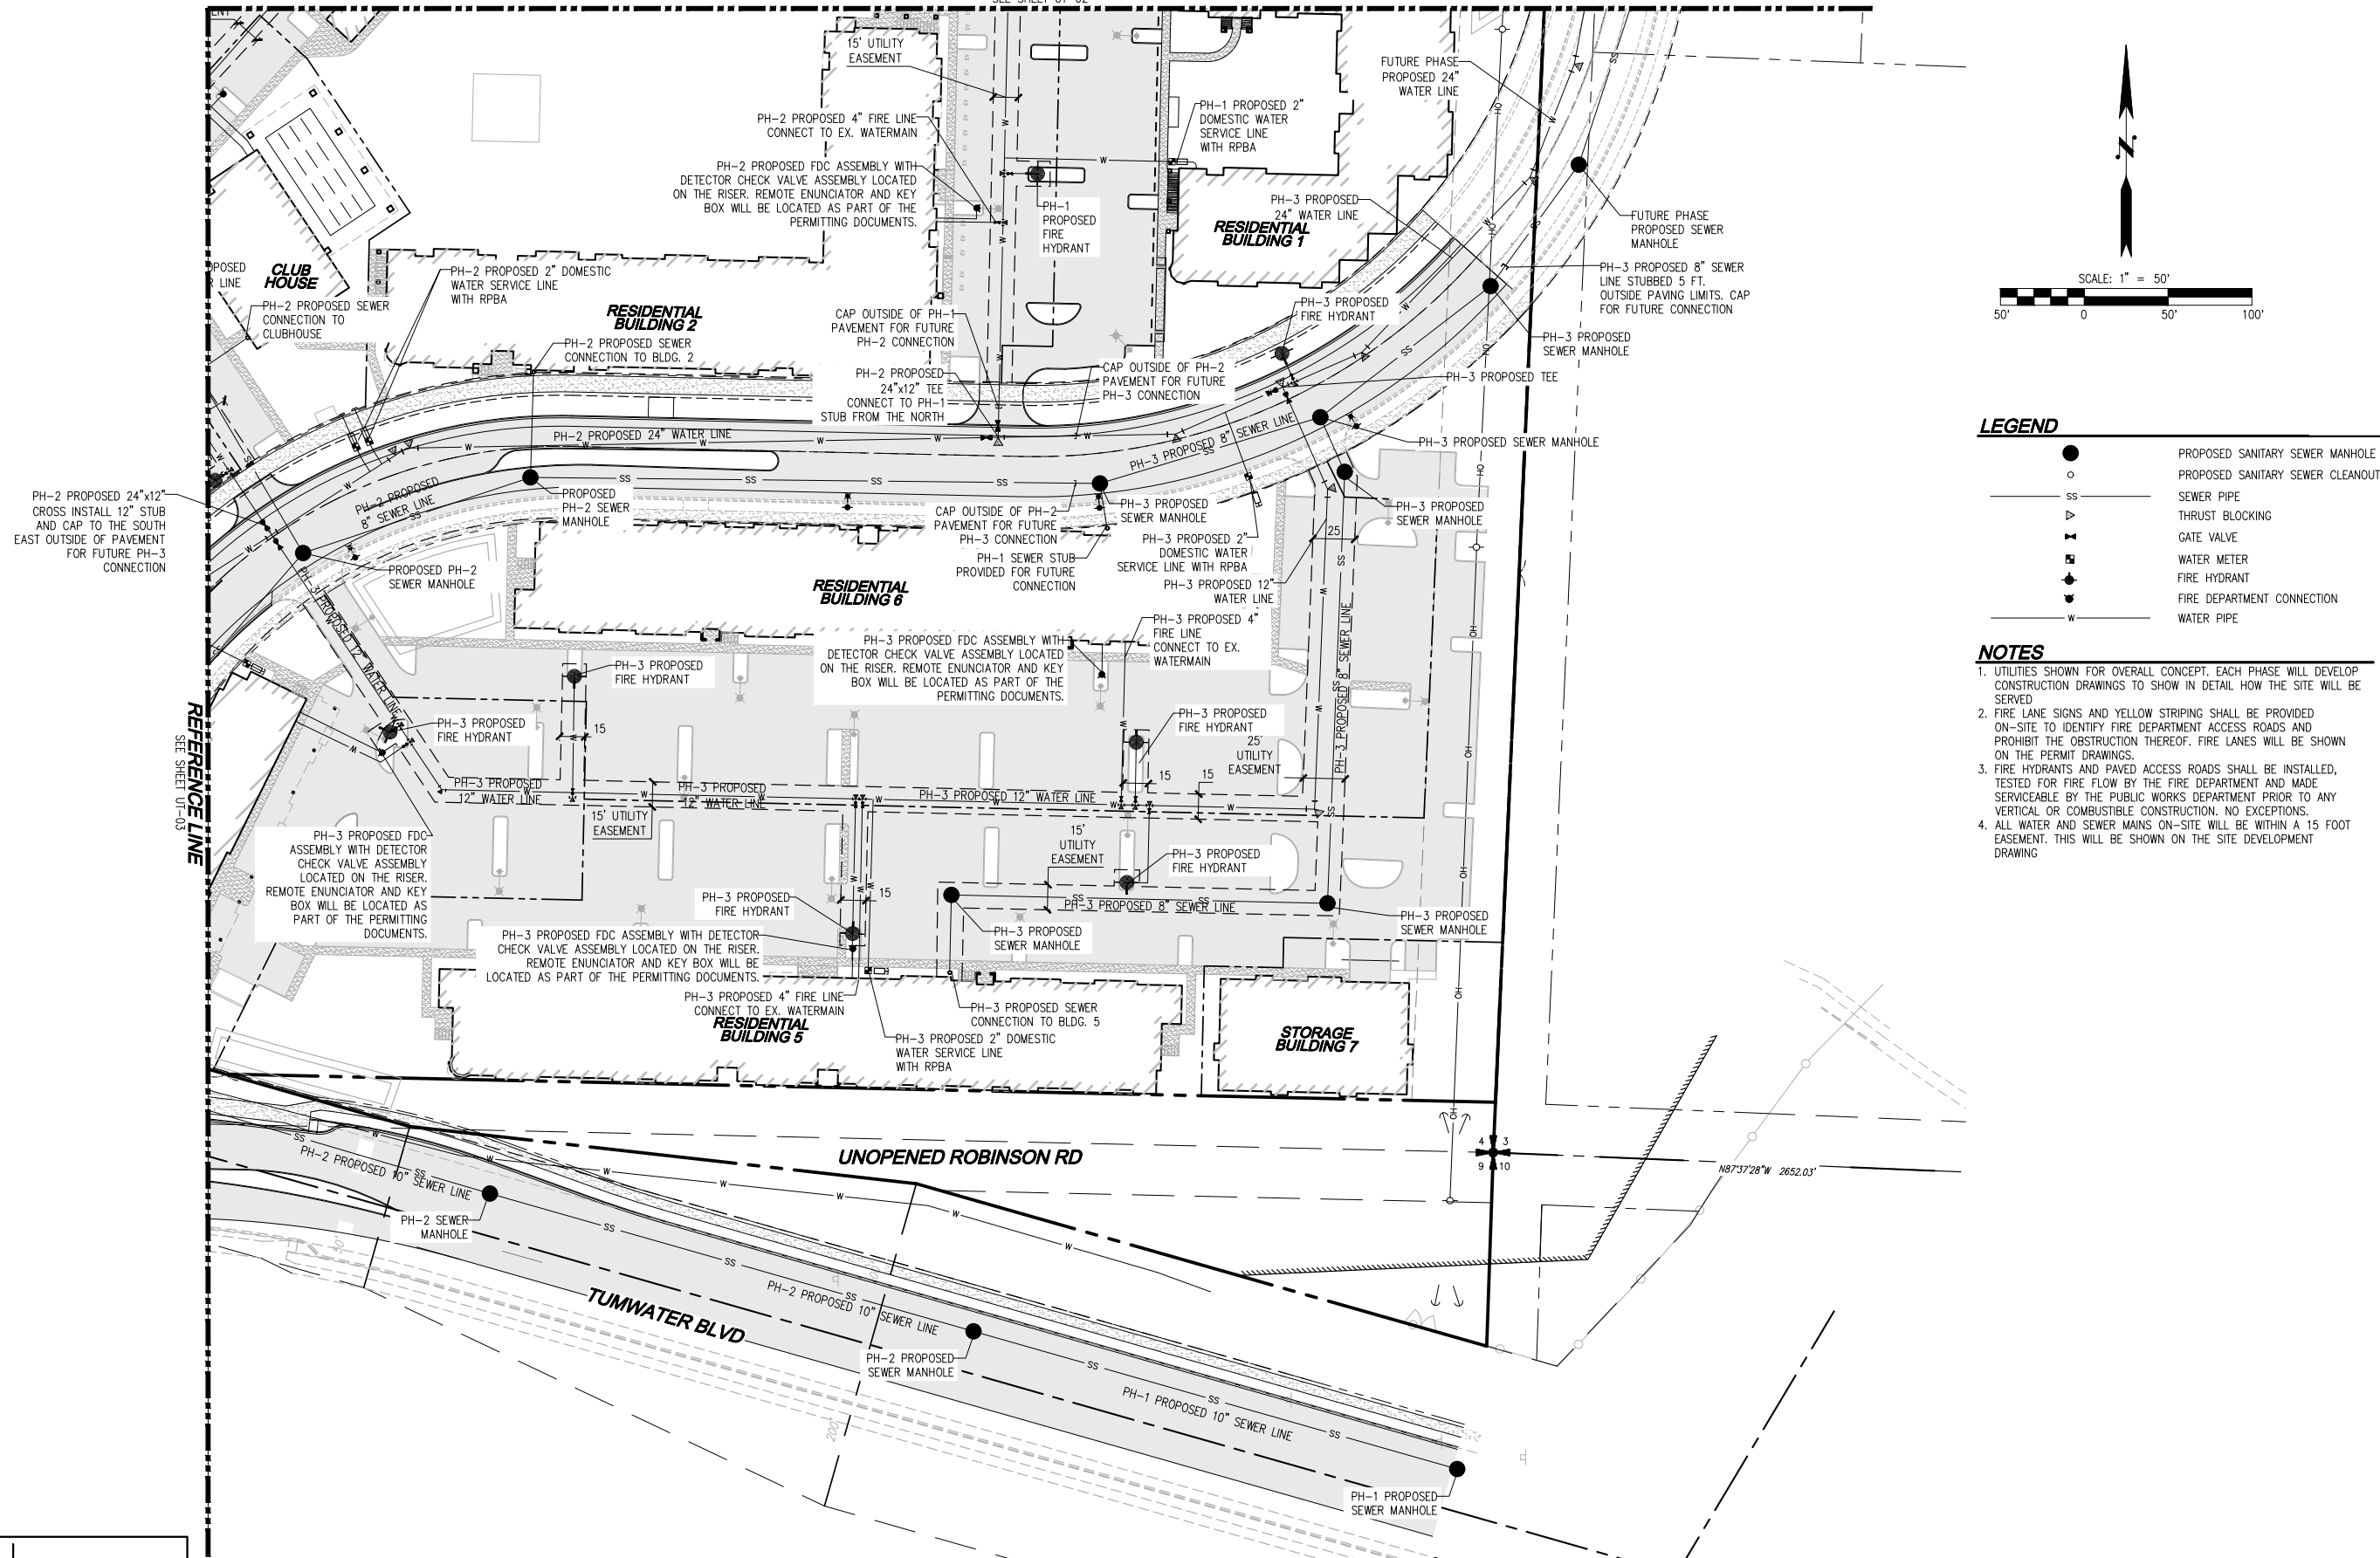 15' UTILITY
EASEMENT
PH-2 PROPOSED 4" FIRE LINE
CONNECT TO EX. WATERMAIN
PH-2 PROPOSED FDC ASSEMBLY WITH
DETECTOR CHECK VALVE ASSEMBLY LOCATED
ON THE RISER. REMOTE ENUNCIATOR AND KEY
BOX WILL BE LOCATED AS PART OF THE
PERMITTING DOCUMENTS.
PH-1
PROPOSED
FIRE
HYDRANT
PH-1 PROPOSED 2"
DOMESTIC WATER
SERVICE LINE
WITH RPBA
FUTURE PHASE
PROPOSED 24"
WATER LINE
PH-3 PROPOSED
24" WATER LINE
RESIDENTIAL
BUILDING 1
FUTURE PHASE
PROPOSED SEWER
MANHOLE
PH-3 PROPOSED 8" SEWER
LINE STUBBED 5 FT.
OUTSIDE PAVING LIMITS. CAP
FOR FUTURE CONNECTION
PH-3 PROPOSED
SEWER MANHOLE
SCALE: 1" = 50'
50'
0
50'
100'
CLUB
HOUSE
PH-2 PROPOSED SEWER
CONNECTION TO
CLUBHOUSE
PH-2 PROPOSED 2" DOMESTIC
WATER SERVICE LINE
WITH RPBA
RESIDENTIAL
BUILDING 2
PH-2 PROPOSED SEWER
CONNECTION TO BLDG. 2
CAP OUTSIDE OF PH-1
PAVEMENT FOR FUTURE
PH-2 CONNECTION
PH-2 PROPOSED
24"x12" TEE
CONNECT TO PH-1
STUB FROM THE NORTH
PH-3 PROPOSED
FIRE HYDRANT
CAP OUTSIDE OF PH-2
PAVEMENT FOR FUTURE
PH-3 CONNECTION
PH-3 PROPOSED TEE
PH-3 PROPOSED SEWER MANHOLE
PH-2 PROPOSED 24" WATER LINE
PH-3 PROPOSED 8" SEWER LINE
PH-2 PROPOSED
8" SEWER LINE
PROPOSED
PH-2 SEWER
MANHOLE
PH-2 PROPOSED 24"x12"
CROSS INSTALL 12" STUB
AND CAP TO THE SOUTH
EAST OUTSIDE OF PAVEMENT
FOR FUTURE PH-3
CONNECTION
PROPOSED PH-2
SEWER MANHOLE
CAP OUTSIDE OF PH-2
PAVEMENT FOR FUTURE
PH-3 CONNECTION
PH-3 PROPOSED
SEWER MANHOLE
PH-1 SEWER STUB
PROVIDED FOR FUTURE
CONNECTION
PH-3 PROPOSED 2"
DOMESTIC WATER
SERVICE LINE WITH RPBA
PH-3 PROPOSED 12"
WATER LINE
25
PH-3 PROPOSED
SEWER MANHOLE
RESIDENTIAL
BUILDING 6
PH-3 PROPOSED 12" WATER LINE
PH-3 PROPOSED
FIRE HYDRANT
PH-3 PROPOSED FDC ASSEMBLY WITH
DETECTOR CHECK VALVE ASSEMBLY LOCATED
ON THE RISER. REMOTE ENUNCIATOR AND KEY
BOX WILL BE LOCATED AS PART OF THE
PERMITTING DOCUMENTS.
PH-3 PROPOSED 4"
FIRE LINE
CONNECT TO EX.
WATERMAIN
PH-3 PROPOSED 8" SEWER LINE
PH-3 PROPOSED
FIRE HYDRANT
15
PH-3 PROPOSED
FIRE HYDRANT
25'
UTILITY
EASEMENT
REFERENCE LINE
SEE SHEET UT-03
PH-3 PROPOSED
12" WATER LINE
PH-3 PROPOSED
12" WATER LINE
PH-3 PROPOSED 12" WATER LINE
15
15
15' UTILITY
EASEMENT
15'
UTILITY
EASEMENT
PH-3 PROPOSED FDC
ASSEMBLY WITH DETECTOR
CHECK VALVE ASSEMBLY
LOCATED ON THE RISER.
REMOTE ENUNCIATOR AND KEY
BOX WILL BE LOCATED AS
PART OF THE PERMITTING
DOCUMENTS.
PH-3 PROPOSED
FIRE HYDRANT
PH-3 PROPOSED
FIRE HYDRANT
15
PH-3 PROPOSED 8" SEWER LINE
PH-3 PROPOSED
SEWER MANHOLE
PH-3 PROPOSED
SEWER MANHOLE
PH-3 PROPOSED FDC ASSEMBLY WITH DETECTOR
CHECK VALVE ASSEMBLY LOCATED ON THE RISER.
REMOTE ENUNCIATOR AND KEY BOX WILL BE
LOCATED AS PART OF THE PERMITTING DOCUMENTS.
PH-3 PROPOSED 4" FIRE LINE
CONNECT TO EX. WATERMAIN
RESIDENTIAL
BUILDING 5
PH-3 PROPOSED SEWER
CONNECTION TO BLDG. 5
PH-3 PROPOSED 2" DOMESTIC
WATER SERVICE LINE
WITH RPBA
STORAGE
BUILDING 7
UNOPENED ROBINSON RD
4 3
9 10
N87°37'28"W 2652.03'
PH-2 PROPOSED 10" SEWER LINE
PH-2 SEWER
MANHOLE
TUMWATER BLVD
PH-2 PROPOSED 10" SEWER LINE
PH-2 PROPOSED
SEWER MANHOLE
200'
PH-1 PROPOSED 10" SEWER LINE
PH-1 PROPOSED
SEWER MANHOLE
LEGEND
PROPOSED SANITARY SEWER MANHOLE
PROPOSED SANITARY SEWER CLEANOUT
SS SEWER PIPE
THRUST BLOCKING
GATE VALVE
WATER METER
FIRE HYDRANT
FIRE DEPARTMENT CONNECTION
W WATER PIPE
NOTES
1. UTILITIES SHOWN FOR OVERALL CONCEPT. EACH PHASE WILL DEVELOP
CONSTRUCTION DRAWINGS TO SHOW IN DETAIL HOW THE SITE WILL BE
SERVED
2. FIRE LANE SIGNS AND YELLOW STRIPING SHALL BE PROVIDED
ON-SITE TO IDENTIFY FIRE DEPARTMENT ACCESS ROADS AND
PROHIBIT THE OBSTRUCTION THEREOF. FIRE LANES WILL BE SHOWN
ON THE PERMIT DRAWINGS.
3. FIRE HYDRANTS AND PAVED ACCESS ROADS SHALL BE INSTALLED,
TESTED FOR FIRE FLOW BY THE FIRE DEPARTMENT AND MADE
SERVICEABLE BY THE PUBLIC WORKS DEPARTMENT PRIOR TO ANY
VERTICAL OR COMBUSTIBLE CONSTRUCTION. NO EXCEPTIONS.
4. ALL WATER AND SEWER MAINS ON-SITE WILL BE WITHIN A 15 FOOT
EASEMENT. THIS WILL BE SHOWN ON THE SITE DEVELOPMENT
DRAWING